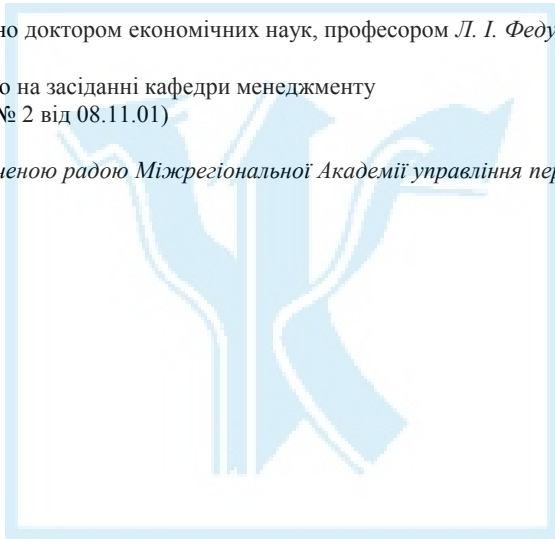 но доктором економічних наук, професором Л. І. Феду
о на засіданні кафедри менеджменту
№ 2 від 08.11.01)
ченою радою Міжрегіональної Академії управління пер